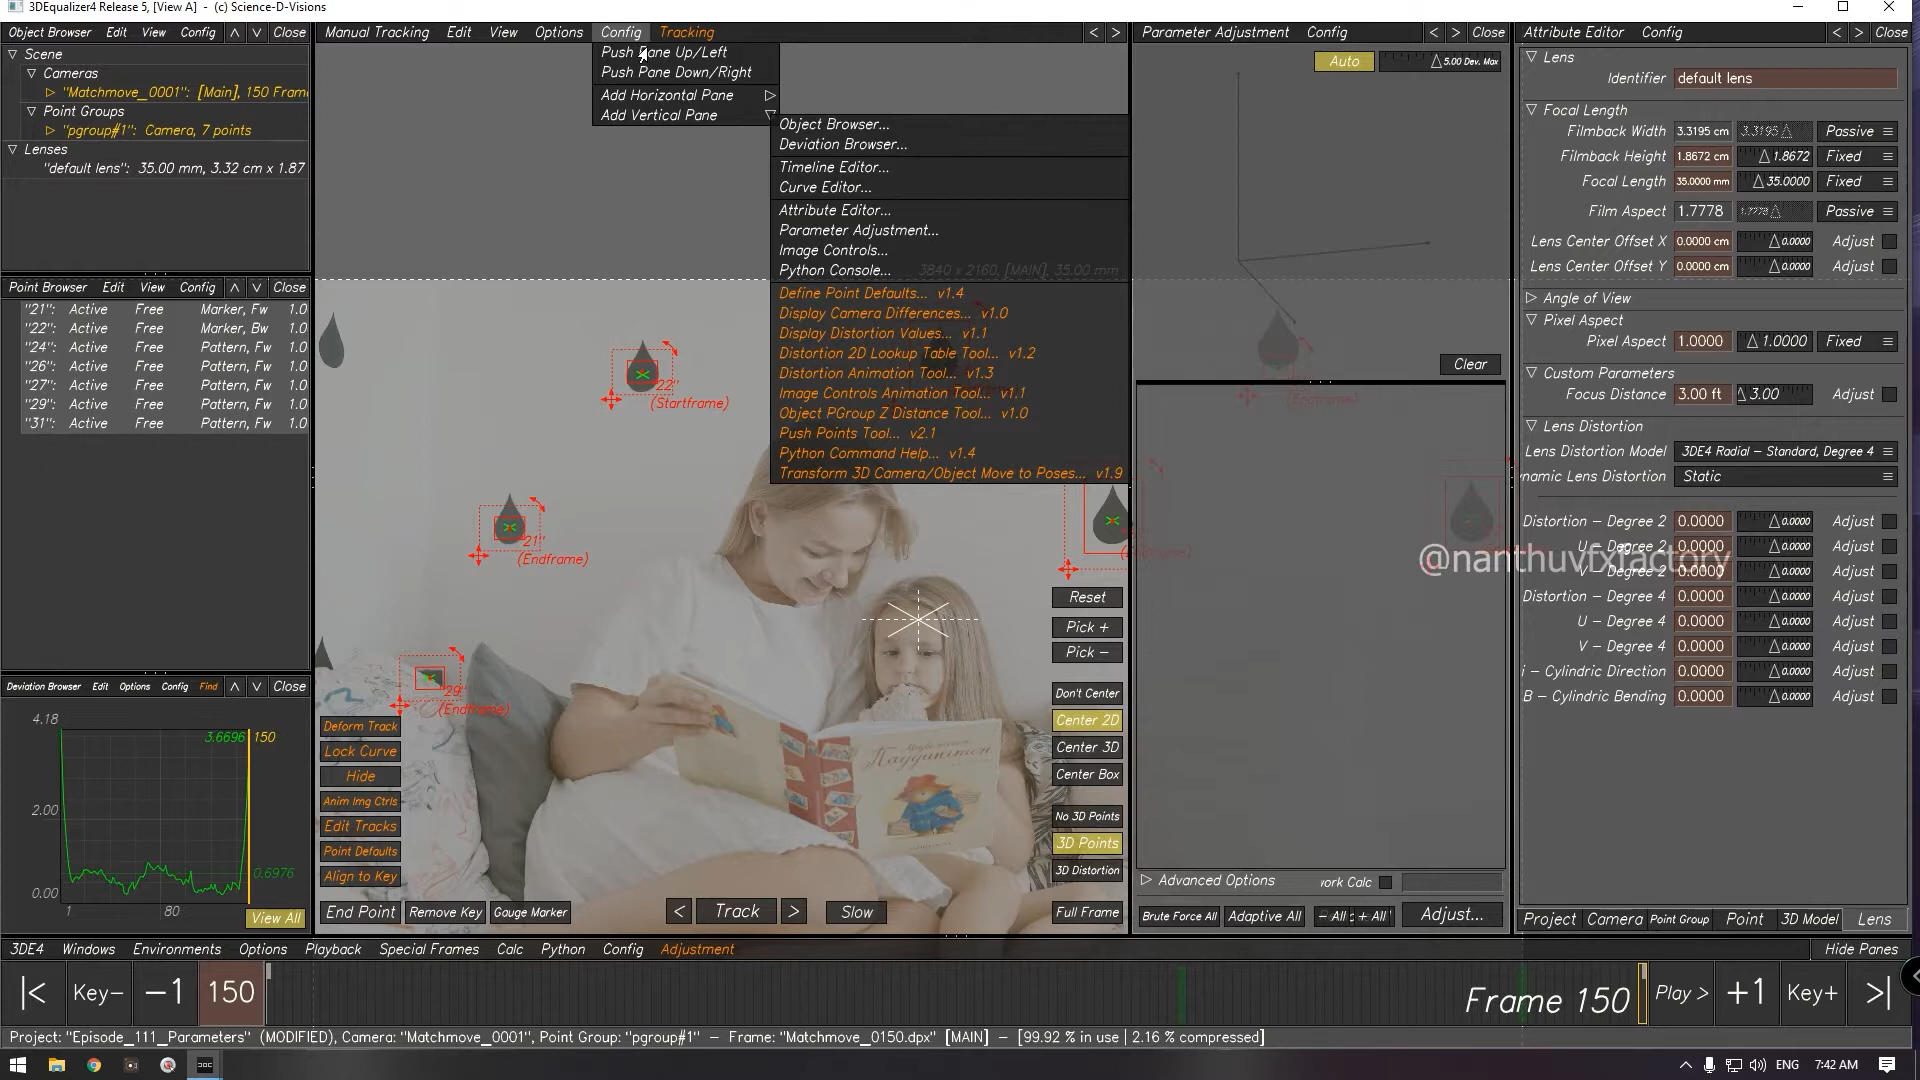 3DEqualizer4 Release 5, [View A]  -  (c) Science-D-Visions
Object Browser Edit View Config Close
Scene
Cameras
"Matchmove_0001": [Main], 150 Fram
Point Groups
"pgroup#1": Camera, 7 points
Lenses
"default lens": 35.00 mm, 3.32 cm x 1.87
Point Browser Edit View Config Close
"21": Active Free Marker, Fw 1.0
"22": Active Free Marker, Bw 1.0
"24": Active Free Pattern, Fw 1.0
"26": Active Free Pattern, Fw 1.0
"27": Active Free Pattern, Fw 1.0
"29": Active Free Pattern, Fw 1.0
"31": Active Free Pattern, Fw 1.0
Deviation Browser Edit Options Config Find Close
4.18
3.6696 150
2.00
0.6976
0.00
1 80
View All
Manual Tracking Edit View Options Config Tracking < >
Push Pane Up/Left
Push Pane Down/Right
Add Horizontal Pane
Add Vertical Pane
Object Browser...
Deviation Browser...
Timeline Editor...
Curve Editor...
Attribute Editor...
Parameter Adjustment...
Image Controls...
Python Console...
3840 x 2160, [MAIN], 35.00 mm
Define Point Defaults... v1.4
Display Camera Differences... v1.0
Display Distortion Values... v1.1
Distortion 2D Lookup Table Tool... v1.2
Distortion Animation Tool... v1.3
Image Controls Animation Tool... v1.1
Object PGroup Z Distance Tool... v1.0
Push Points Tool... v2.1
Python Command Help... v1.4
Transform 3D Camera/Object Move to Poses... v1.9
"22"
(Startframe)
"21"
(Endframe)
"29"
(Endframe)
(Endframe)
Deform Track
Lock Curve
Hide
Anim Img Ctrls
Edit Tracks
Point Defaults
Align to Key
End Point Remove Key Gauge Marker < Track > Slow
Reset
Pick +
Pick −
Don't Center
Center 2D
Center 3D
Center Box
No 3D Points
3D Points
3D Distortion
Full Frame
Паддингтон
Parameter Adjustment Config < > Close
Auto 5.00 Dev. Max
Clear
Advanced Options ork Calc
Brute Force All Adaptive All − All + All Adjust...
Attribute Editor Config < > Close
Lens
Identifier default lens
Focal Length
Filmback Width 3.3195 cm 3.3195 Passive
Filmback Height 1.8672 cm 1.8672 Fixed
Focal Length 35.0000 mm 35.0000 Fixed
Film Aspect 1.7778 1.7778 Passive
Lens Center Offset X 0.0000 cm 0.0000 Adjust
Lens Center Offset Y 0.0000 cm 0.0000 Adjust
Angle of View
Pixel Aspect
Pixel Aspect 1.0000 1.0000 Fixed
Custom Parameters
Focus Distance 3.00 ft 3.00 Adjust
Lens Distortion
Lens Distortion Model 3DE4 Radial − Standard, Degree 4
ynamic Lens Distortion Static
Distortion − Degree 2 0.0000 0.0000 Adjust
U − Degree 2 0.0000 0.0000 Adjust
V − Degree 2 0.0000 0.0000 Adjust
Distortion − Degree 4 0.0000 0.0000 Adjust
U − Degree 4 0.0000 0.0000 Adjust
V − Degree 4 0.0000 0.0000 Adjust
i − Cylindric Direction 0.0000 0.0000 Adjust
B − Cylindric Bending 0.0000 0.0000 Adjust
@nanthuvfxfactory
Project Camera Point Group Point 3D Model Lens
3DE4 Windows Environments Options Playback Special Frames Calc Python Config Adjustment Hide Panes
|< Key− −1 150 Frame 150 Play > +1 Key+ >|
Project: "Episode_111_Parameters" (MODIFIED), Camera: "Matchmove_0001", Point Group: "pgroup#1" − Frame: "Matchmove_0150.dpx" [MAIN] − [99.92 % in use | 2.16 % compressed]
ENG 7:42 AM